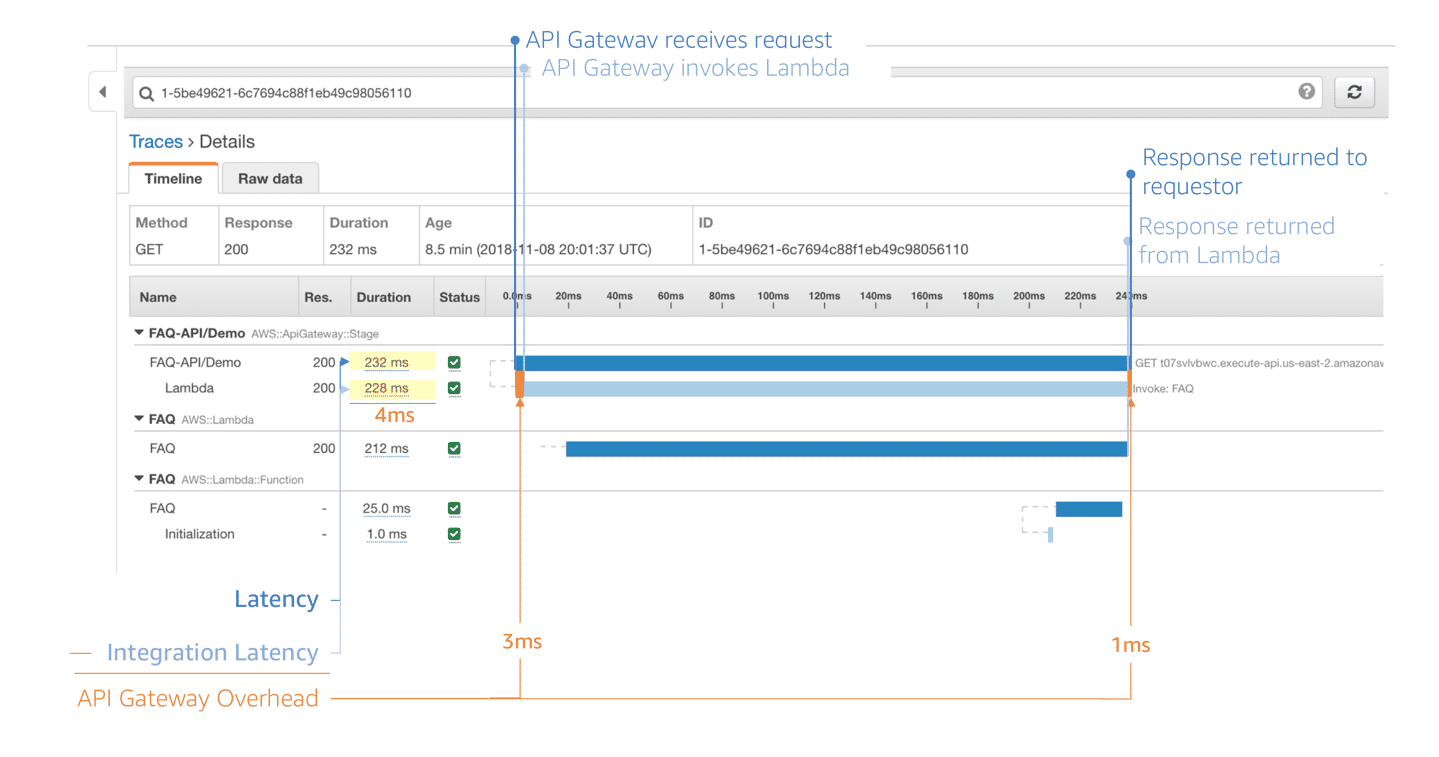 API Gateway receives request
API Gateway invokes Lambda
1-5be49621-6c7694c88f1eb49c98056110
?
Traces > Details
Timeline Raw data
Response returned to
requestor
Response returned
from Lambda
Method Response Duration Age ID
GET 200 232 ms 8.5 min (2018-11-08 20:01:37 UTC) 1-5be49621-6c7694c88f1eb49c98056110
Name Res. Duration Status 0.0ms 20ms 40ms 60ms 80ms 100ms 120ms 140ms 160ms 180ms 200ms 220ms 240ms
FAQ-API/Demo AWS::ApiGateway::Stage
FAQ-API/Demo 200 232 ms GET t07svlvbwc.execute-api.us-east-2.amazonav
Lambda 200 228 ms Invoke: FAQ
4ms
FAQ AWS::Lambda
FAQ 200 212 ms
FAQ AWS::Lambda::Function
FAQ - 25.0 ms
Initialization - 1.0 ms
Latency
3ms 1ms
— Integration Latency
API Gateway Overhead